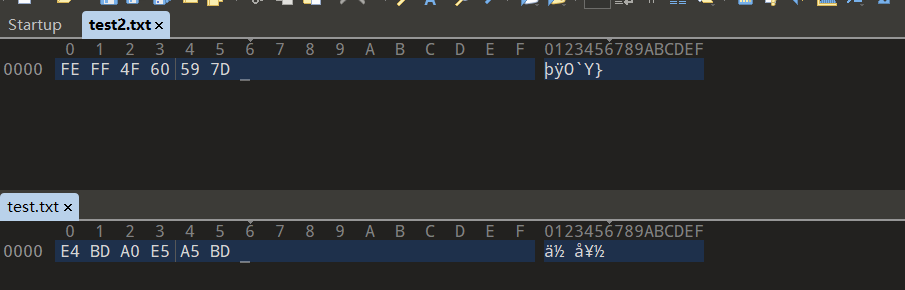 Startup test2.txt ×
0 1 2 3 4 5 6 7 8 9 A B C D E F 0123456789ABCDEF
0000 FE FF 4F 60 59 7D þÿO`Y}
test.txt ×
0 1 2 3 4 5 6 7 8 9 A B C D E F 0123456789ABCDEF
0000 E4 BD A0 E5 A5 BD ä½ å¥½